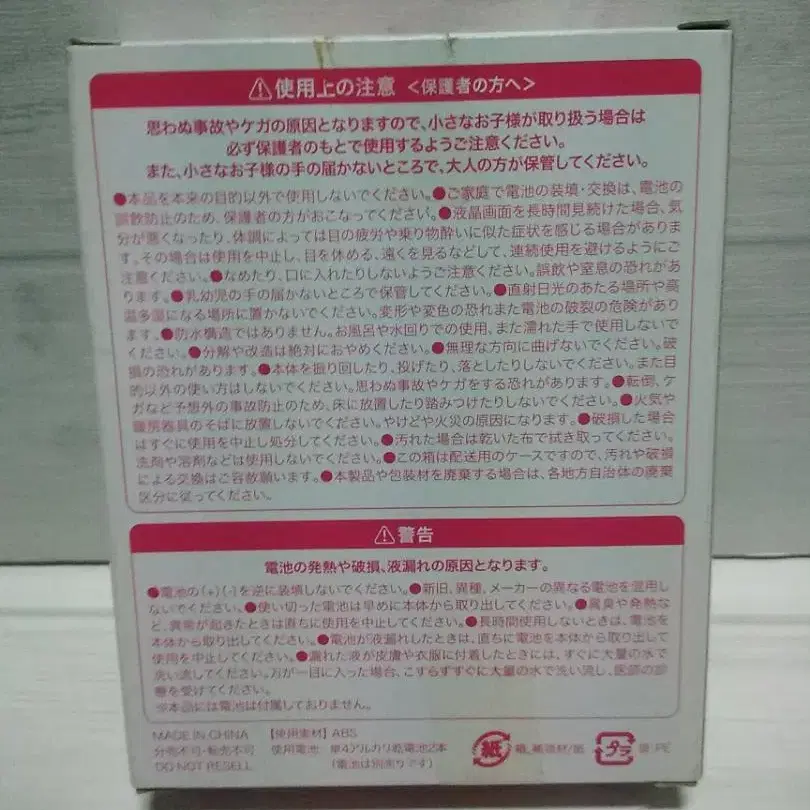 ⚠使用上の注意 <保護者の方へ>
思わぬ事故やケガの原因となりますので、小さなお子様が取り扱う場合は
必ず保護者のもとで使用するようご注意ください。
また、小さなお子様の手の届かないところで、大人の方が保管してください。
●本品を本来の目的以外で使用しないでください。●ご家庭で電池の装填・交換は、電池の
誤飲防止のため、保護者の方がおこなってください。●液晶画面を長時間見続けた場合、気
分が悪くなったり、体調によっては目の疲労や乗り物酔いに似た症状を感じる場合がありま
す。その場合は使用を中止し、目を休める、遠くを見るなどして、連続使用を避けるようにご
注意ください。●なめたり、口に入れたりしないようご注意ください。誤飲や窒息の恐れがあ
ります。●乳幼児の手の届かないところで保管してください。●直射日光のあたる場所や高
温多湿になる場所に置かないでください。変形や変色の恐れまた電池の破裂の危険があり
ます。●防水構造ではありません。お風呂や水回りでの使用、また濡れた手で使用しないで
ください。●分解や改造は絶対におやめください。●無理な方向に曲げないでください。破
損の恐れがあります。●本体を振り回したり、投げたり、落としたりしないでください。また目
的以外の使い方はしないでください。思わぬ事故やケガをする恐れがあります。●転倒、ケ
ガなど予想外の事故防止のため、床に放置したり踏みつけたりしないでください。●火気や
暖房器具のそばに放置しないでください。やけどや火災の原因になります。●破損した場合
はすぐに使用を中止し処分してください。●汚れた場合は乾いた布で拭き取ってください。
洗剤や溶剤などは使用しないでください。●この箱は配送用のケースですので、汚れや破損
による交換はご容赦願います。●本製品や包装材を廃棄する場合は、各地方自治体の廃棄
区分に従ってください。
⚠警告
電池の発熱や破損、液漏れの原因となります。
●電池の(+)(-)を逆に装填しないでください。●新旧、異種、メーカーの異なる電池を混用し
ないでください。●使い切った電池は早めに本体から取り出してください。●異臭や発熱な
ど、異常が起きたときは直ちに使用を中止してください。●長時間使用しないときは、電池を
本体から取り出してください。●電池が液漏れしたときは、直ちに電池を本体から取り出して
使用を中止してください。●漏れた液が皮膚や衣服に付着したときには、すぐに大量の水で
洗い流してください。万が一目に入った場合、こすらずすぐに大量の水で洗い流し、医師の診
療を受けてください。
※本品には電池は付属しておりません。
MADE IN CHINA 【使用素材】ABS
分売不可・転売不可 使用電池 単4アルカリ乾電池2本
DO NOT RESELL (電池は別売りです)
紙 箱、補強材/紙 プラ 袋:PE